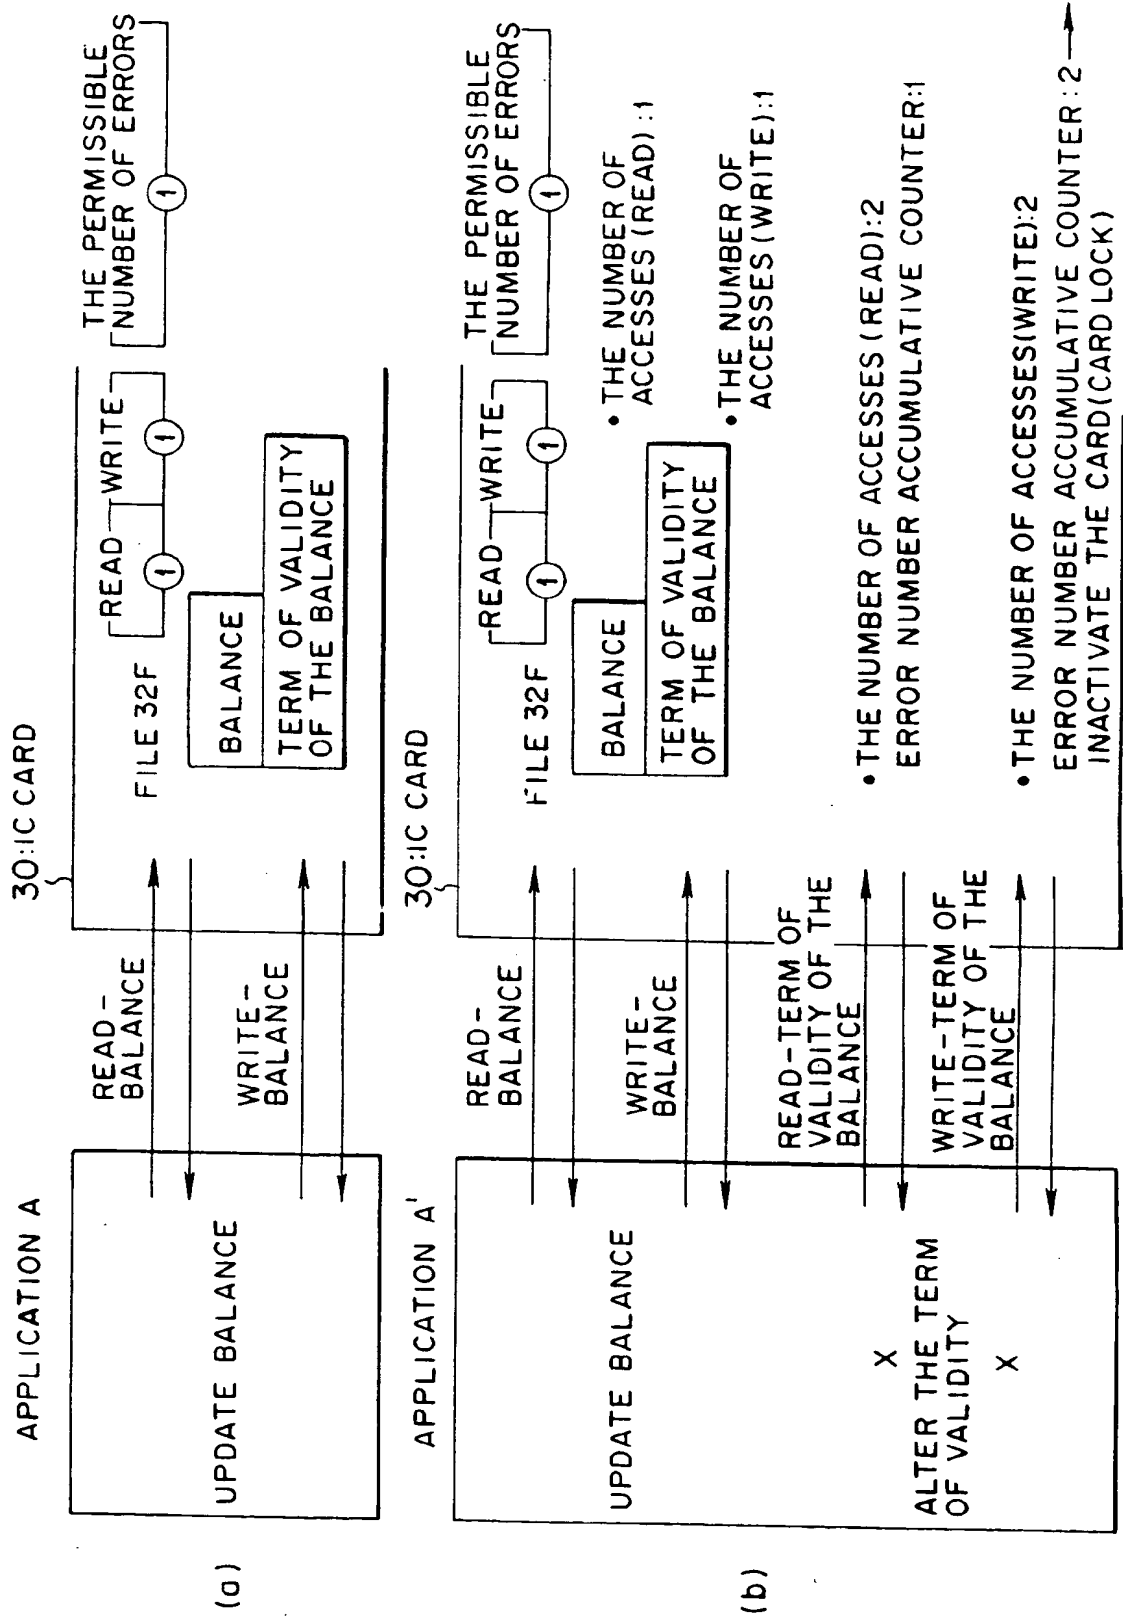 (a)
APPLICATION A
UPDATE BALANCE
READ-
BALANCE
WRITE-
BALANCE
30:IC CARD
FILE 32F
READ
WRITE
1
1
THE PERMISSIBLE
NUMBER OF ERRORS
1
BALANCE
TERM OF VALIDITY
OF THE BALANCE
(b)
APPLICATION A'
UPDATE BALANCE
X
ALTER THE TERM
OF VALIDITY
X
READ-
BALANCE
WRITE-
BALANCE
READ-TERM OF
VALIDITY OF THE
BALANCE
WRITE-TERM OF
VALIDITY OF THE
BALANCE
30:IC CARD
FILE 32F
READ
WRITE
1
1
THE PERMISSIBLE
NUMBER OF ERRORS
1
BALANCE
TERM OF VALIDITY
OF THE BALANCE
• THE NUMBER OF
ACCESSES (READ):1
• THE NUMBER OF
ACCESSES(WRITE):1
• THE NUMBER OF ACCESSES (READ):2
ERROR NUMBER ACCUMULATIVE COUNTER:1
• THE NUMBER OF ACCESSES(WRITE):2
ERROR NUMBER ACCUMULATIVE COUNTER:2→
INACTIVATE THE CARD(CARD LOCK)